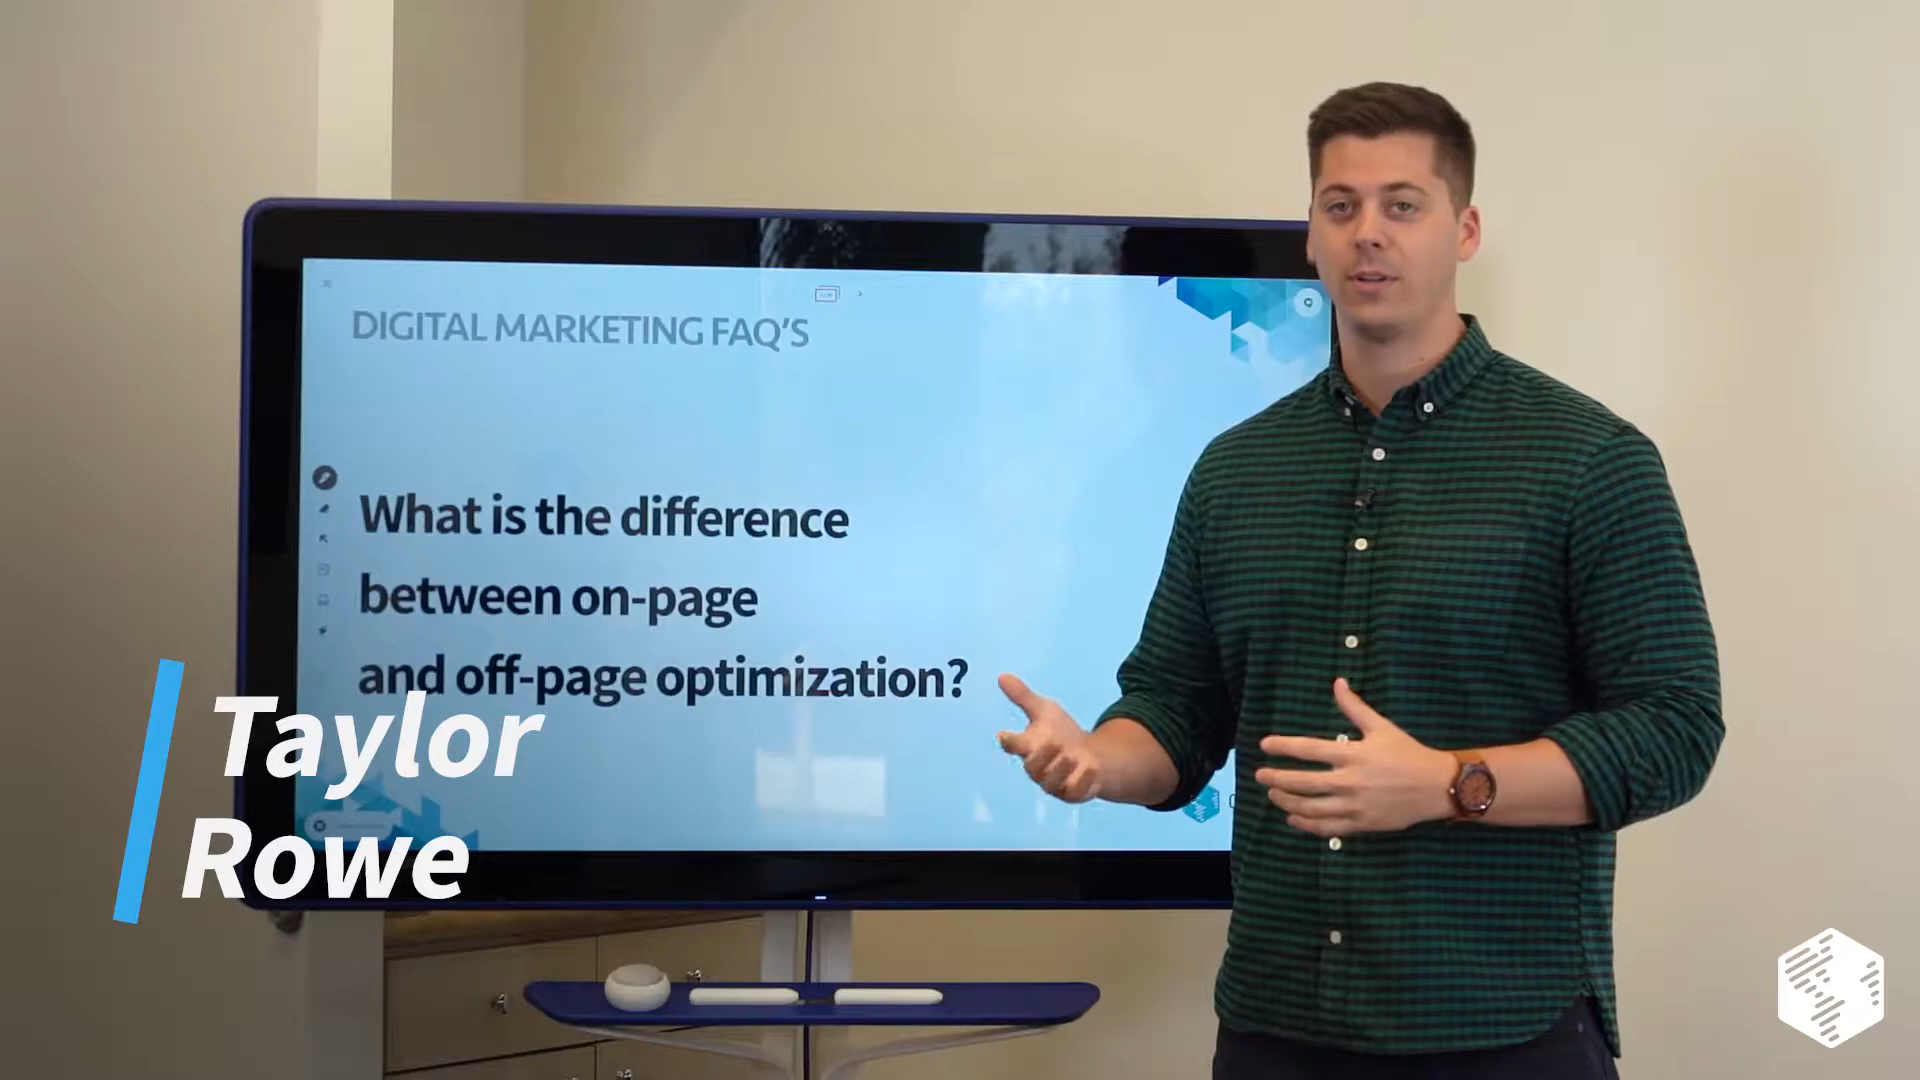 DIGITAL MARKETING FAQ'S
What is the difference
between on-page
and off-page optimization?
Taylor
Rowe